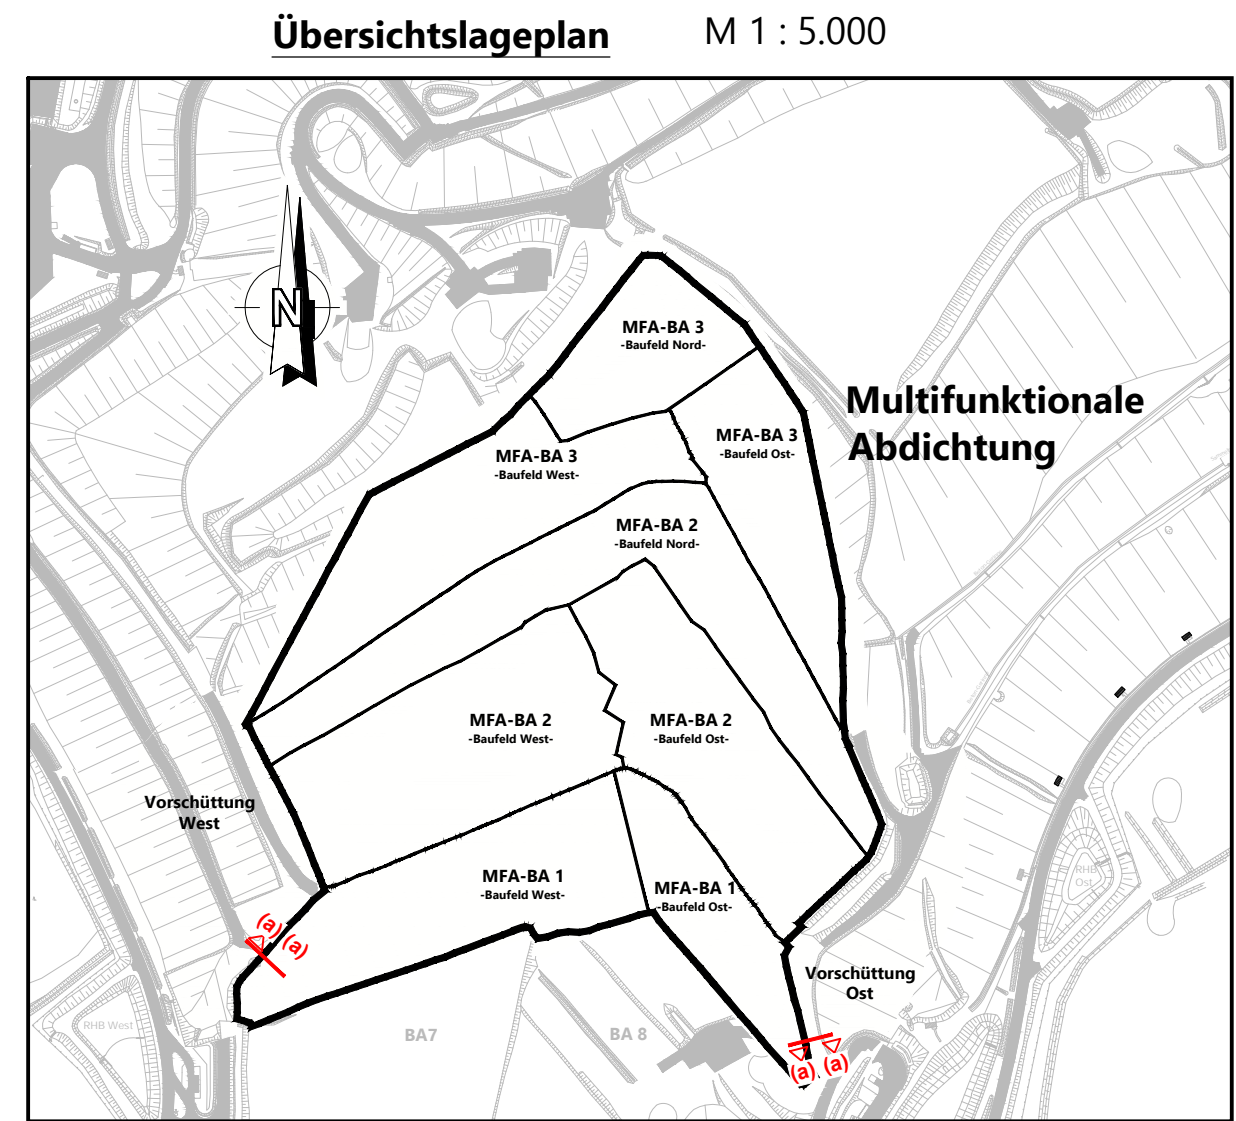 Übersichtslageplan M 1 : 5.000
N
MFA-BA 3
-Baufeld Nord-
Multifunktionale
Abdichtung
MFA-BA 3
-Baufeld Ost-
MFA-BA 3
-Baufeld West-
MFA-BA 2
-Baufeld Nord-
MFA-BA 2
-Baufeld West-
MFA-BA 2
-Baufeld Ost-
Vorschüttung
West
MFA-BA 1
-Baufeld West-
MFA-BA 1
-Baufeld Ost-
RHB
Ost
(a) (a)
Vorschüttung
Ost
RHB West
BA7
BA 8
(a) (a)